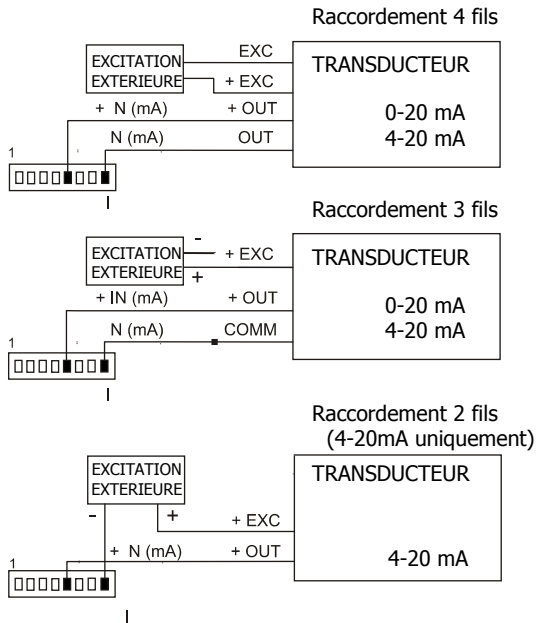 Raccordement 4 fils
EXCITATION
EXTERIEURE
EXC
+ EXC
TRANSDUCTEUR
+ N (mA)
+ OUT
0-20 mA
N (mA)
OUT
4-20 mA
1
I
Raccordement 3 fils
EXCITATION
EXTERIEURE
-
+
+ EXC
TRANSDUCTEUR
+ IN (mA)
+ OUT
0-20 mA
N (mA)
COMM
4-20 mA
1
I
Raccordement 2 fils
(4-20mA uniquement)
EXCITATION
EXTERIEURE
TRANSDUCTEUR
-
+
+ EXC
+ N (mA)
+ OUT
4-20 mA
1
I